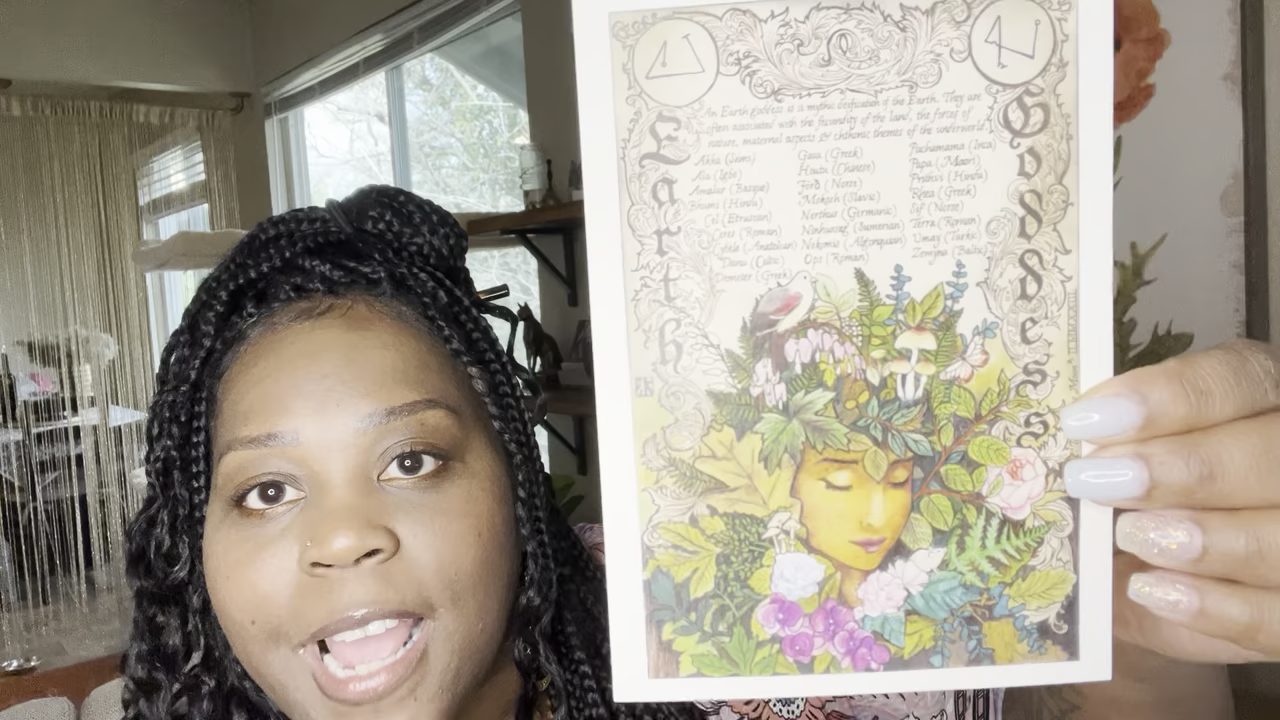 An Earth goddess is a mythic deification of the Earth. They are
often associated with the fecundity of the land, the forces of
nature, maternal aspects & chthonic themes of the underworld.
Earth
Akka (Sami)
Ala (Igbo)
Amalur (Basque)
Bhumi (Hindu)
Cel (Etruscan)
Ceres (Roman)
(Anatolian)
Danu (Celtic)
Demeter (Greek)
Gaia (Greek)
Houtu (Chinese)
Jörð (Norse)
Mokosh (Slavic)
Nerthus (Germanic)
Ninhursag (Sumerian)
Nokomis (Algonquian)
Ops (Roman)
Pachamama (Inca)
Papa (Maori)
Prithvi (Hindu)
Rhea (Greek)
Sif (Norse)
Terra (Roman)
Umay (Turkic)
Zemyna (Baltic)
Goddess